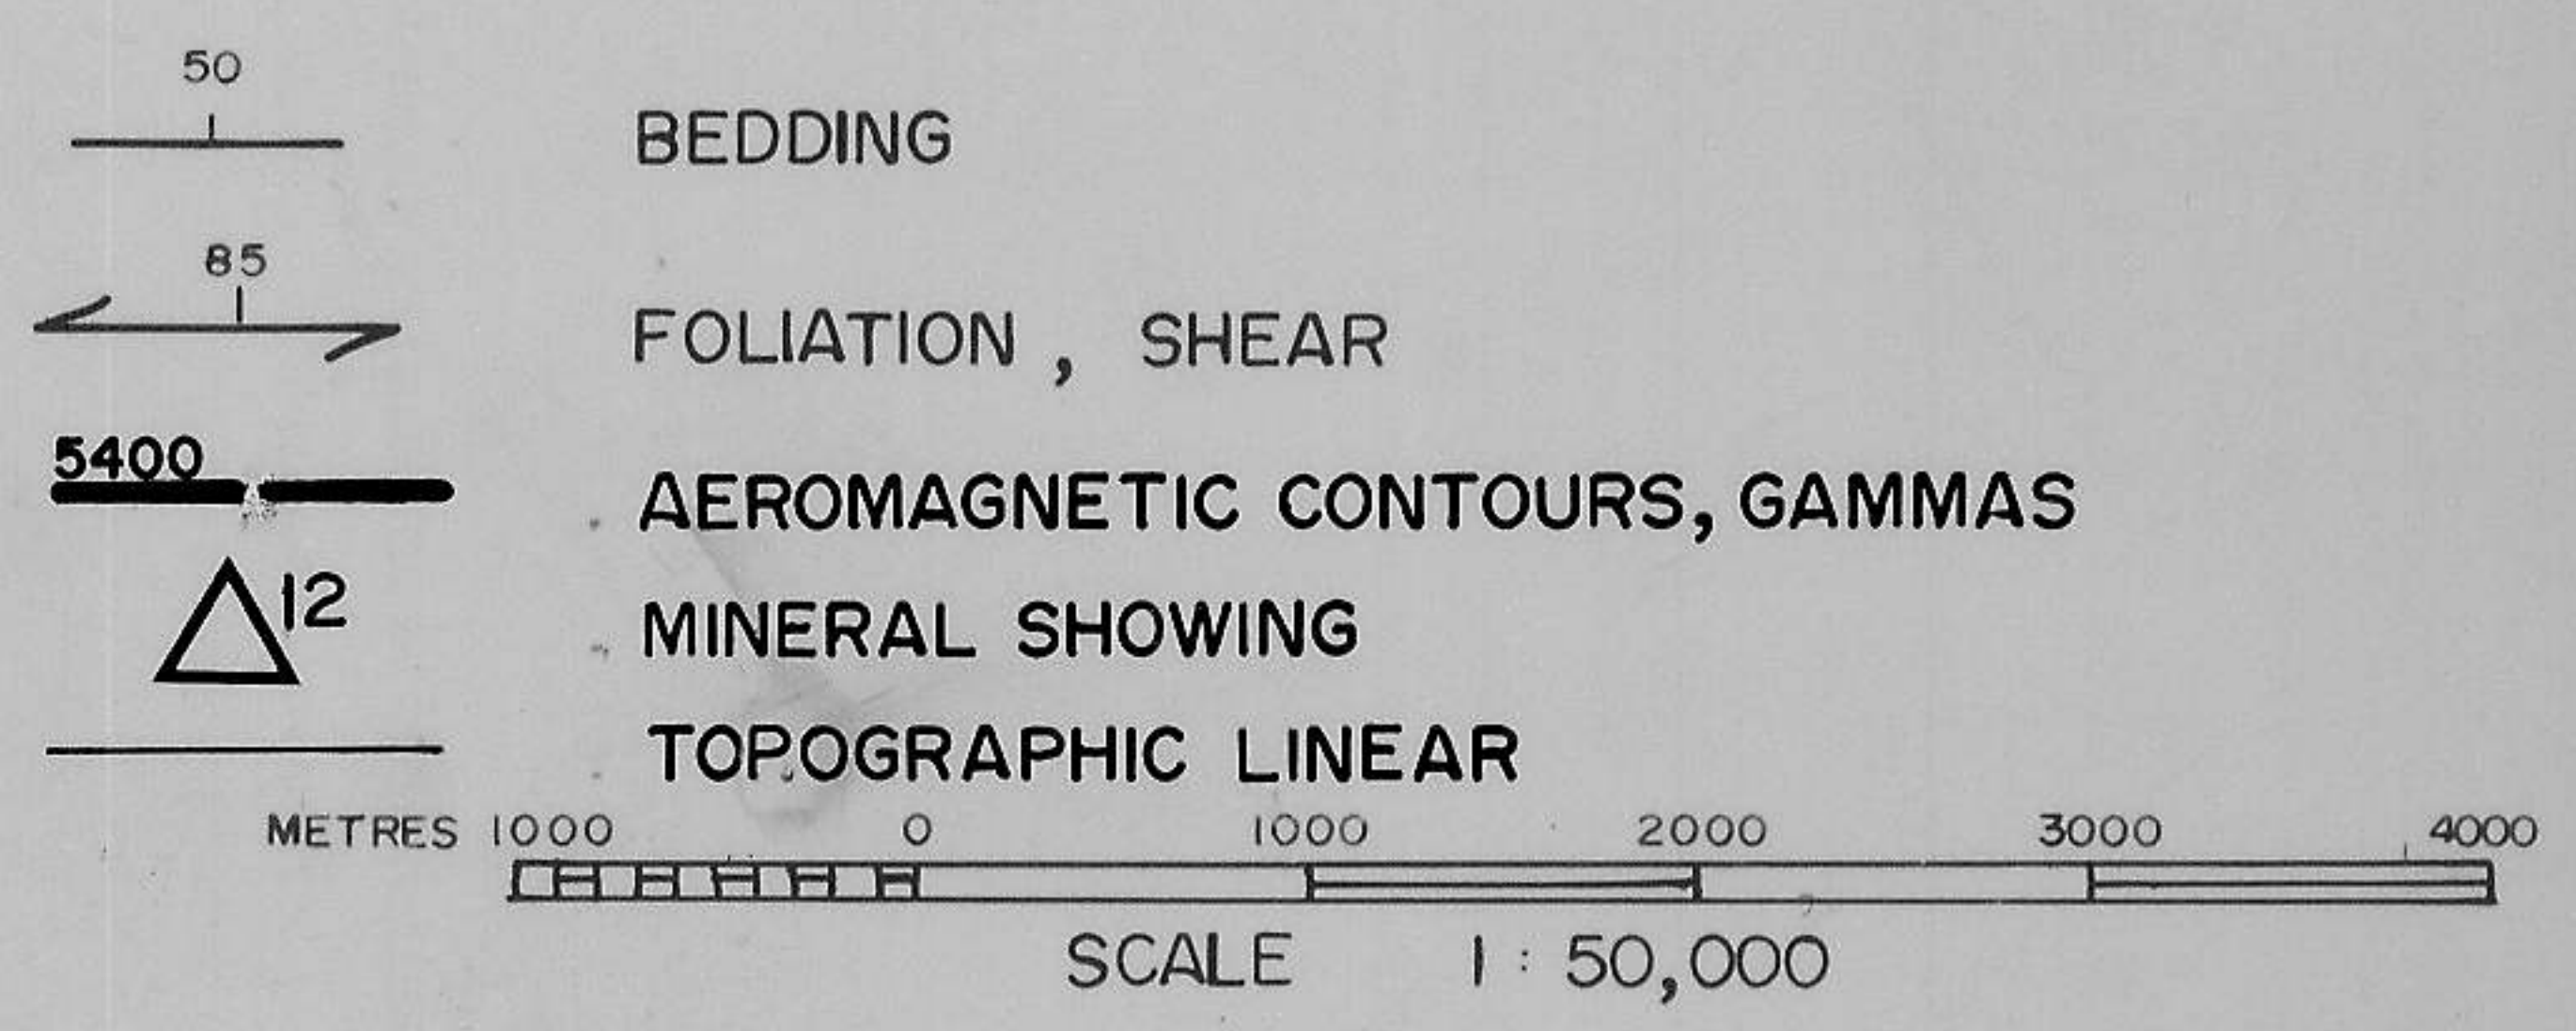 50
BEDDING
85
FOLIATION , SHEAR
5400
AEROMAGNETIC CONTOURS, GAMMAS
12
MINERAL SHOWING
TOPOGRAPHIC LINEAR
METRES 1000 0 1000 2000 3000 4000
SCALE 1 : 50,000